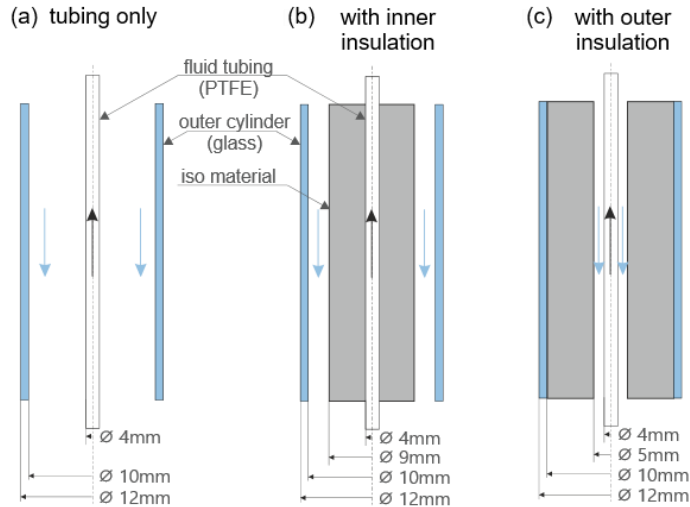 (a) tubing only
(b) with inner
insulation
(c) with outer
insulation
fluid tubing
(PTFE)
outer cylinder
(glass)
iso material
Ø 4mm
Ø 10mm
Ø 12mm
Ø 4mm
Ø 9mm
Ø 10mm
Ø 12mm
Ø 4mm
Ø 5mm
Ø 10mm
Ø 12mm